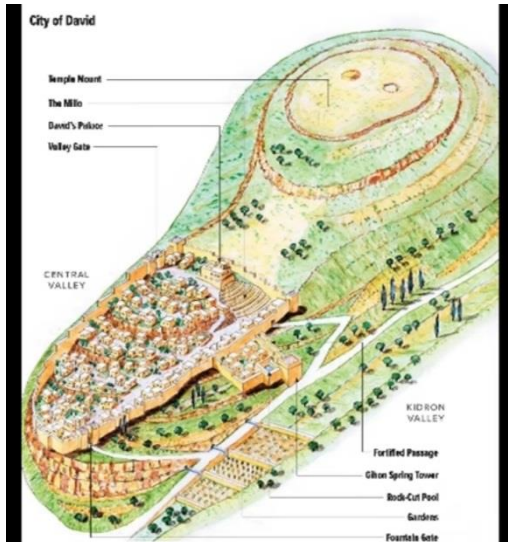 City of David
Temple Mount
The Millo
David's Palace
Valley Gate
CENTRAL
VALLEY
KIDRON
VALLEY
Fortified Passage
Gihon Spring Tower
Rock-Cut Pool
Gardens
Fountain Gate